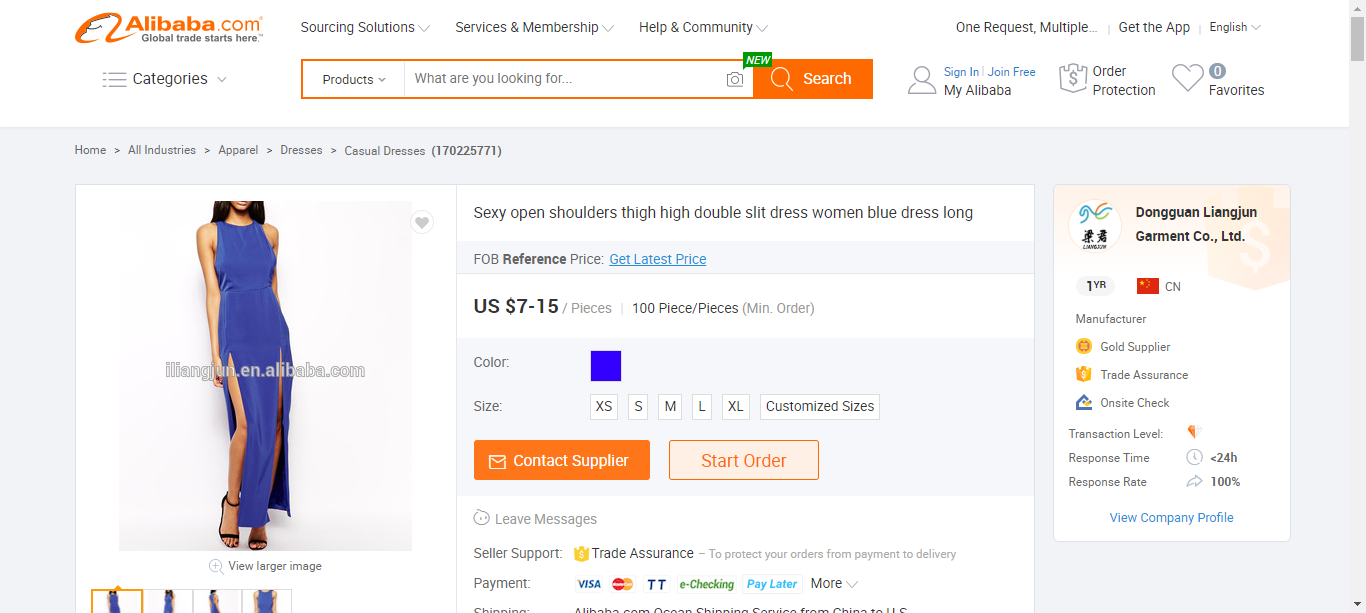 Alibaba.com
Global trade starts here.™
Sourcing Solutions
Services & Membership
Help & Community
One Request, Multiple...
Get the App
English
Categories
Products
What are you looking for...
NEW
Search
Sign In
Join Free
My Alibaba
Order
Protection
0
Favorites
Home > All Industries > Apparel > Dresses > Casual Dresses (170225771)
iliangjun.en.alibaba.com
View larger image
Sexy open shoulders thigh high double slit dress women blue dress long
FOB Reference Price: Get Latest Price
US $7-15 / Pieces | 100 Piece/Pieces (Min. Order)
Color:
Size:
XS
S
M
L
XL
Customized Sizes
Contact Supplier
Start Order
Leave Messages
Seller Support: Trade Assurance – To protect your orders from payment to delivery
Payment: VISA MasterCard TT e-Checking Pay Later More
Shipping: Alibaba.com Ocean Shipping Service from China to U.S.
梁君
LIANGJUN
Dongguan Liangjun
Garment Co., Ltd.
1YR
CN
Manufacturer
Gold Supplier
Trade Assurance
Onsite Check
Transaction Level:
Response Time <24h
Response Rate 100%
View Company Profile